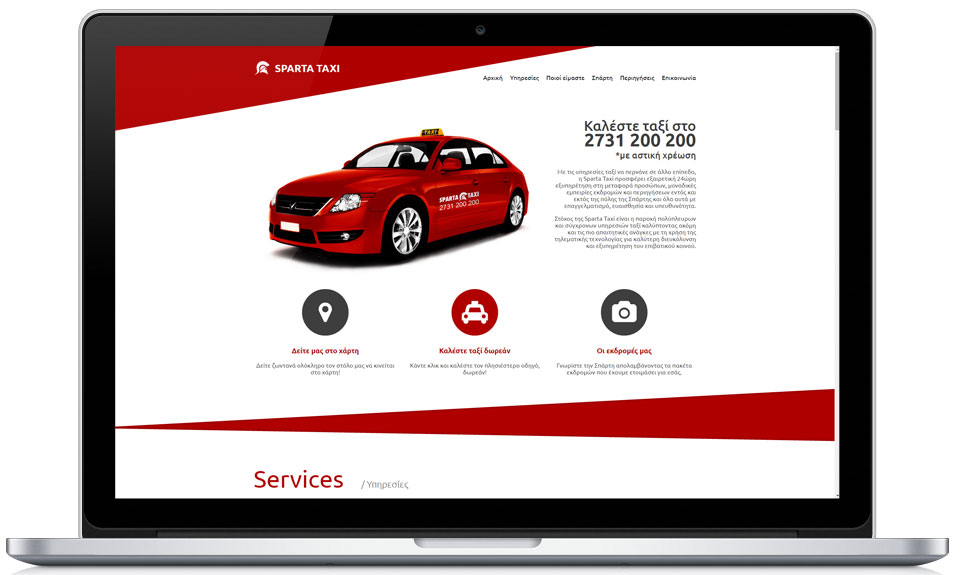 SPARTA TAXI
Αρχική Υπηρεσίες Ποιοί είμαστε Σπάρτη Περιηγήσεις Επικοινωνία
TAXI
SPARTA TAXI
2731 200 200
Καλέστε ταξί στο
2731 200 200
*με αστική χρέωση
Με τις υπηρεσίες ταξί να περνάνε σε άλλο επίπεδο,
η Sparta Taxi προσφέρει εξαιρετική 24ώρη
εξυπηρέτηση στη μεταφορά προσώπων, μοναδικές
εμπειρίες εκδρομών και περιηγήσεων εντός και
εκτός της πόλης της Σπάρτης και όλα αυτά με
επαγγελματισμό, ευαισθησία και υπευθυνότητα.
Στόχος της Sparta Taxi είναι η παροχή πολύπλευρων
και σύγχρονων υπηρεσιών ταξί καλύπτοντας ακόμη
και τις πιο απαιτητικές ανάγκες με τη χρήση της
τηλεματικής τεχνολογίας για καλύτερη διευκόλυνση
και εξυπηρέτηση του επιβατικού κοινού.
Δείτε μας στο χάρτη
Δείτε ζωντανά ολόκληρο τον στόλο μας να κινείται
στο χάρτη!
Καλέστε ταξί δωρεάν
Κάντε κλικ και καλέστε τον πλησιέστερο οδηγό,
δωρεάν!
Οι εκδρομές μας
Γνωρίστε την Σπάρτη απολαμβάνοντας τα πακέτα
εκδρομών που έχουμε ετοιμάσει για εσάς.
Services / Υπηρεσίες